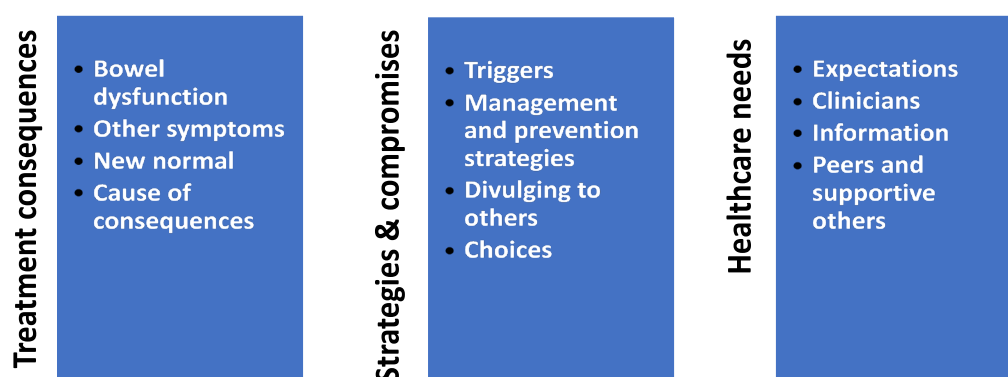 Treatment consequences
• Bowel
dysfunction
• Other symptoms
• New normal
• Cause of
consequences
Strategies & compromises
• Triggers
• Management
and prevention
strategies
• Divulging to
others
• Choices
Healthcare needs
• Expectations
• Clinicians
• Information
• Peers and
supportive
others